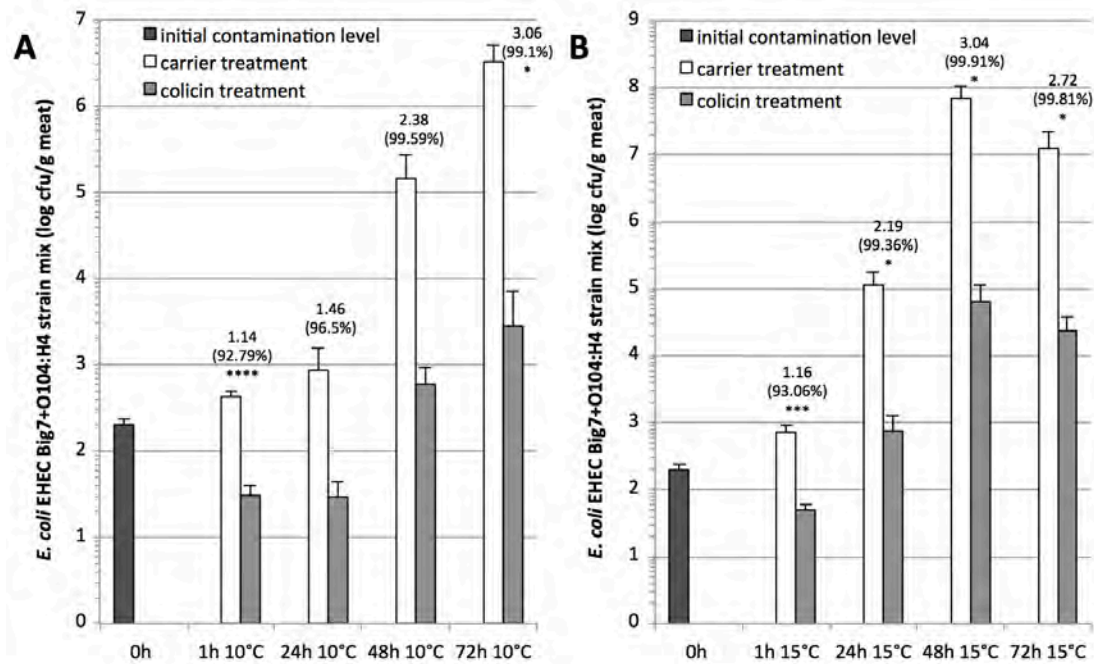 A
E. coli EHEC Big7+O104:H4 strain mix (log cfu/g meat)
7
6
5
4
3
2
1
0
initial contamination level
carrier treatment
colicin treatment
1.14
(92.79%)
****
1.46
(96.5%)
2.38
(99.59%)
3.06
(99.1%)
*
0h
1h 10°C
24h 10°C
48h 10°C
72h 10°C
B
E. coli EHEC Big7+O104:H4 strain mix (log cfu/g meat)
9
8
7
6
5
4
3
2
1
0
initial contamination level
carrier treatment
colicin treatment
1.16
(93.06%)
***
2.19
(99.36%)
*
3.04
(99.91%)
*
2.72
(99.81%)
*
0h
1h 15°C
24h 15°C
48h 15°C
72h 15°C